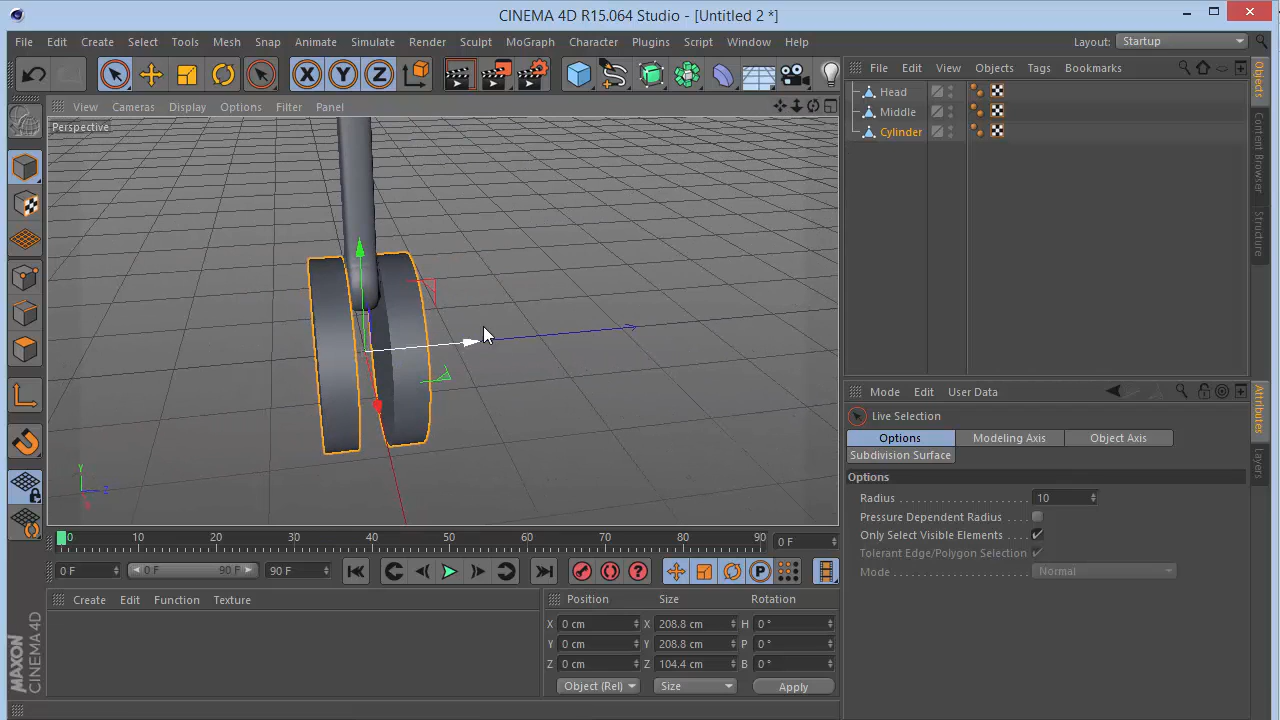 CINEMA 4D R15.064 Studio - [Untitled 2 *]
File Edit Create Select Tools Mesh Snap Animate Simulate Render Sculpt MoGraph Character Plugins Script Window Help Layout: Startup
X Y Z
File Edit View Objects Tags Bookmarks
View Cameras Display Options Filter Panel
Perspective
Head
Middle
Cylinder
Objects
Content Browser
Structure
Mode Edit User Data
Live Selection
Options Modeling Axis Object Axis
Subdivision Surface
Options
Radius 10
Pressure Dependent Radius
Only Select Visible Elements
Tolerant Edge/Polygon Selection
Mode Normal
Attributes
Layers
Y
Z
0 10 20 30 40 50 60 70 80 90 0 F
0 F 0 F 90 F 90 F
P
Create Edit Function Texture
Position Size Rotation
X 0 cm X 208.8 cm H 0 °
Y 0 cm Y 208.8 cm P 0 °
Z 0 cm Z 104.4 cm B 0 °
Object (Rel) Size Apply
MAXON
CINEMA 4D